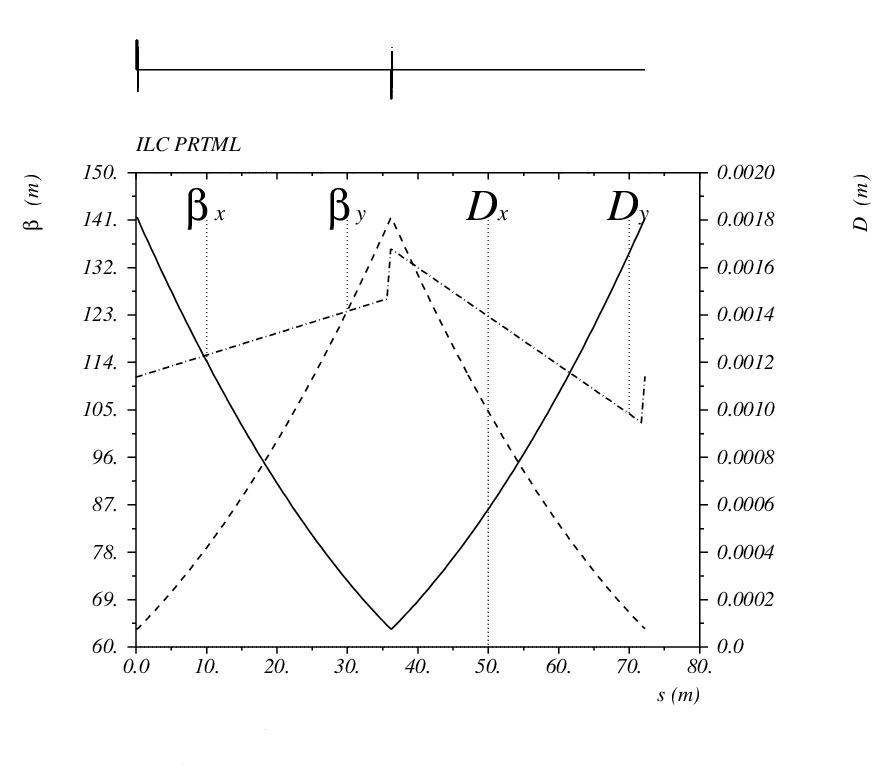 ILC PRTML
β (m)
D (m)
150.
141.
132.
123.
114.
105.
96.
87.
78.
69.
60.
βx
βy
Dx
Dy
0.0020
0.0018
0.0016
0.0014
0.0012
0.0010
0.0008
0.0006
0.0004
0.0002
0.0
0.0 10. 20. 30. 40. 50. 60. 70. 80.
s (m)